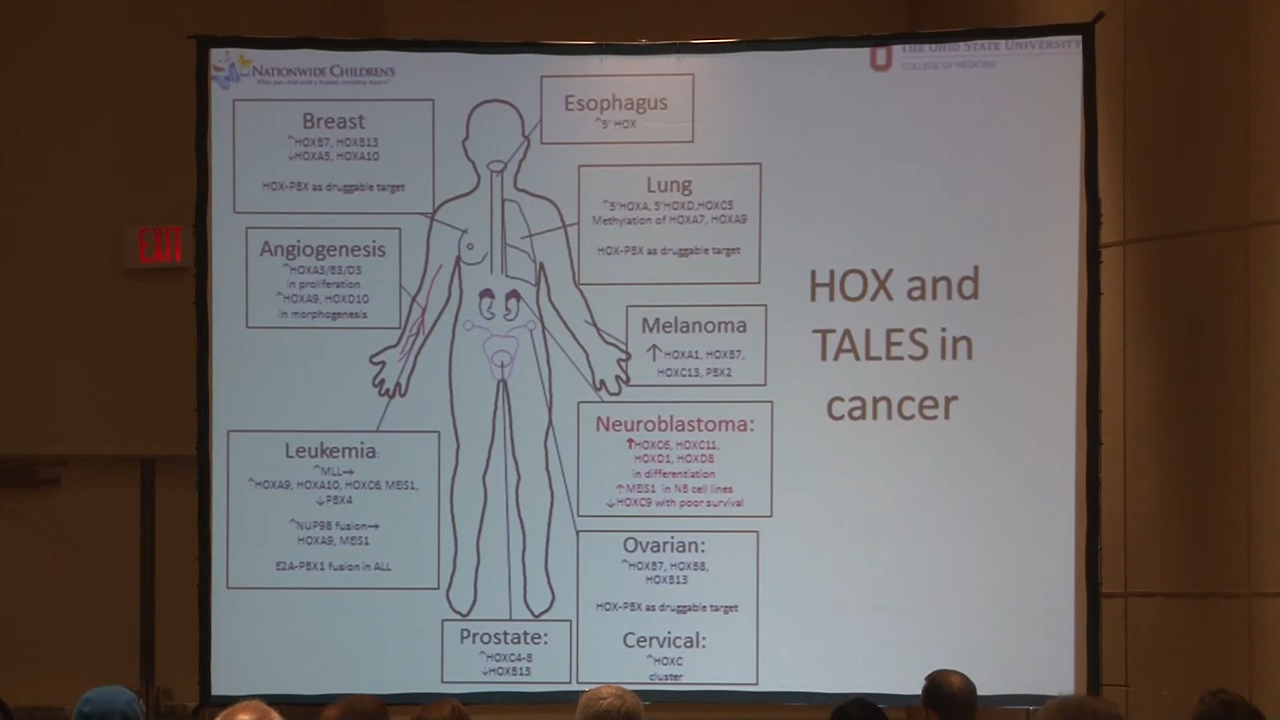 NATIONWIDE CHILDREN'S
THE OHIO STATE UNIVERSITY
COLLEGE OF MEDICINE
Breast
↑HOXB7, HOXB13
↓HOXA5, HOXA10
HOX-PBX as druggable target
Esophagus
↑5' HOX
Lung
↑5'HOXA, 5'HOXD,HOXC5
Methylation of HOXA7, HOXA9
HOX-PBX as druggable target
Angiogenesis
↑HOXA3/B3/D3
in proliferation
↑HOXA9, HOXD10
in morphogenesis
EXIT
Melanoma
↑HOXA1, HOXB7,
HOXC13, PBX2
HOX and
TALES in
cancer
Neuroblastoma:
↑HOXC6, HOXC11,
HOXD1, HOXD8
in differentiation
↑MEIS1 in NB cell lines
↓HOXC9 with poor survival
Leukemia:
↑MLL→
↑HOXA9, HOXA10, HOXC6, MEIS1,
↓PBX4
↑NUP98 fusion→
HOXA9, MEIS1
E2A-PBX1 fusion in ALL
Ovarian:
↑HOXB7, HOXB8,
HOXB13
HOX-PBX as druggable target
Cervical:
↑HOXC
cluster
Prostate:
↑HOXC4-8
↓HOXB13